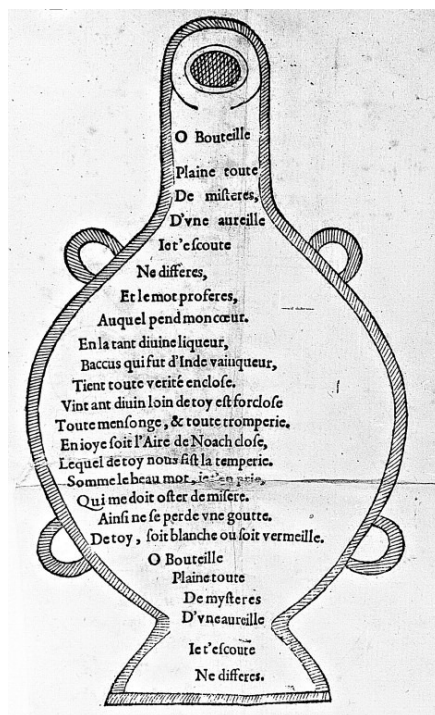 O Bouteille
Plaine toute
De miſteres,
D'vne aureille
Iet'eſcoute
Ne differes,
Et le mot proferes,
Auquel pend mon cœur.
En la tant diuine liqueur,
Baccus qui fut d'Inde vainqueur,
Tient toute verité encloſe.
Vint ant diuin loin de toy eſt forcloſe
Toute menſonge, & toute tromperie.
En ioye ſoit l'Aire de Noach cloſe,
Lequel de toy nous fiſt la temperie.
Somme le beau mot,
Qui me doit oſter de miſere.
Ainſi ne ſe perde vne goutte.
De toy, ſoit blanche ou ſoit vermeille.
O Bouteille
Plaine toute
De myſteres
D'vne aureille
Ie t'eſcoute
Ne differes.